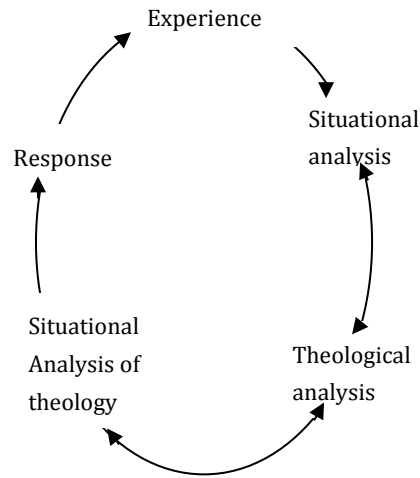 Experience
Situational
analysis
Response
Situational
Analysis of
theology
Theological
analysis